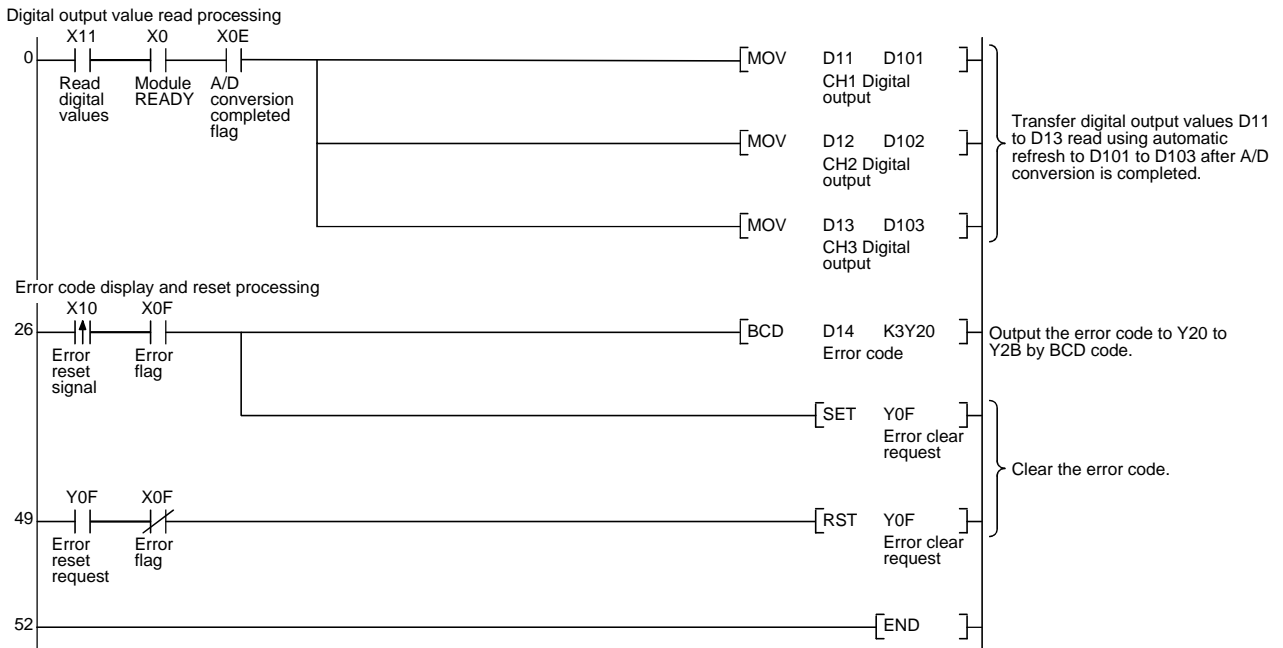 Digital output value read processing
X11 X0 X0E
0 MOV D11 D101
Read digital values
Module READY
A/D conversion completed flag
CH1 Digital output
MOV D12 D102
CH2 Digital output
MOV D13 D103
CH3 Digital output
Transfer digital output values D11
to D13 read using automatic
refresh to D101 to D103 after A/D
conversion is completed.
Error code display and reset processing
X10 X0F
26 BCD D14 K3Y20
Error reset signal
Error flag
Error code
Output the error code to Y20 to
Y2B by BCD code.
SET Y0F
Error clear request
Clear the error code.
Y0F X0F
49 RST Y0F
Error reset request
Error flag
Error clear request
52 END